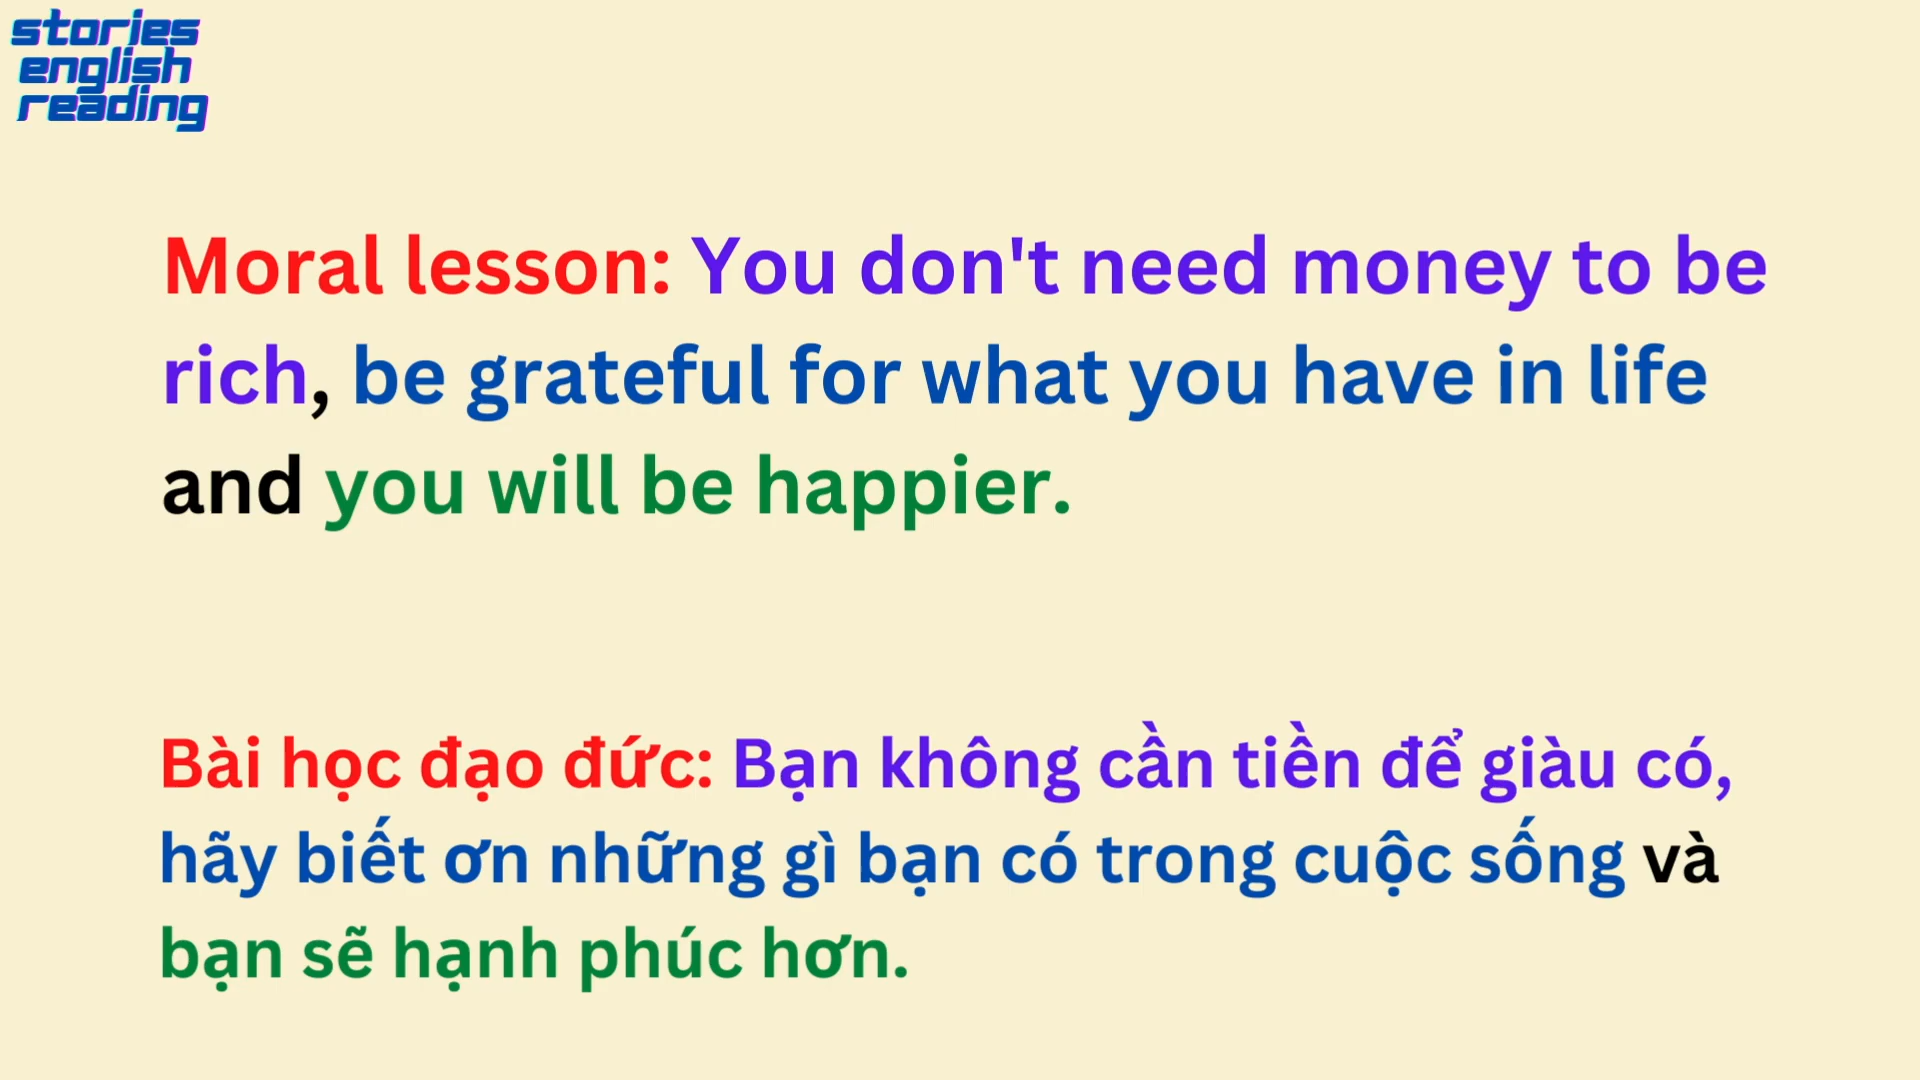 stories
english
reading
Moral lesson: You don't need money to be
rich, be grateful for what you have in life
and you will be happier.
Bài học đạo đức: Bạn không cần tiền để giàu có,
hãy biết ơn những gì bạn có trong cuộc sống và
bạn sẽ hạnh phúc hơn.